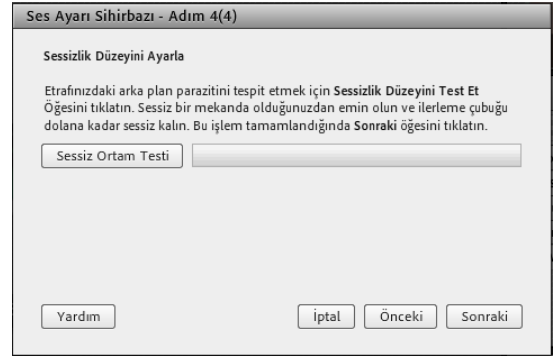 Ses Ayarı Sihirbazı - Adım 4(4)
Sessizlik Düzeyini Ayarla
Etrafınızdaki arka plan parazitini tespit etmek için Sessizlik Düzeyini Test Et
Öğesini tıklatın. Sessiz bir mekanda olduğunuzdan emin olun ve ilerleme çubuğu
dolana kadar sessiz kalın. Bu işlem tamamlandığında Sonraki öğesini tıklatın.
Sessiz Ortam Testi
Yardım İptal Önceki Sonraki